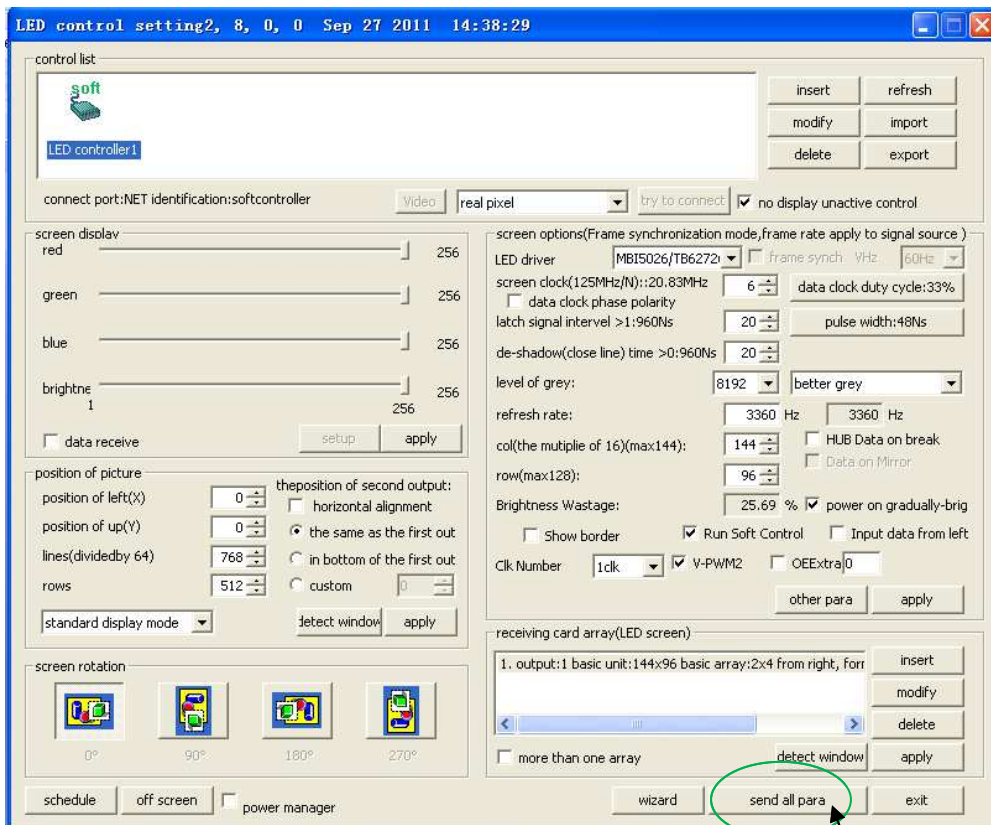 LED control setting2, 8, 0, 0 Sep 27 2011 14:38:29
control list
soft
LED controller1
insert refresh
modify import
delete export
connect port:NET identification:softcontroller Video real pixel try to connect no display unactive control
screen display
red 256
green 256
blue 256
brightne 256
1 256
data receive setup apply
position of picture
position of left(X) 0
position of up(Y) 0
lines(dividedby 64) 768
rows 512
standard display mode
theposition of second output:
horizontal alignment
the same as the first out
in bottom of the first out
custom 0
detect window apply
screen rotation
0° 90° 180° 270°
screen options(Frame synchronization mode,frame rate apply to signal source )
LED driver MBI5026/TB6272 frame synch VHz 60Hz
screen clock(125MHz/N)::20.83MHz 6 data clock duty cycle:33%
data clock phase polarity
latch signal intervel >1:960Ns 20 pulse width:48Ns
de-shadow(close line) time >0:960Ns 20
level of grey: 8192 better grey
refresh rate: 3360 Hz 3360 Hz
col(the mutiplie of 16)(max144): 144 HUB Data on break
Data on Mirror
row(max128): 96
Brightness Wastage: 25.69 % power on gradually-brig
Show border Run Soft Control Input data from left
Clk Number 1clk V-PWM2 OEExtra 0
other para apply
receiving card array(LED screen)
1. output:1 basic unit:144x96 basic array:2x4 from right, forr
insert
modify
delete
more than one array detect window apply
schedule off screen power manager wizard send all para exit